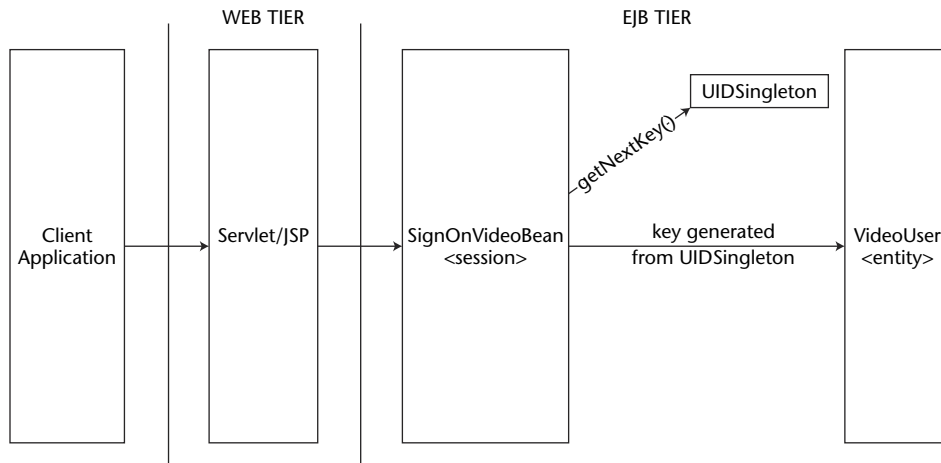 WEB TIER
EJB TIER
UIDSingleton
getNextKey()
Client
Application
Servlet/JSP
SignOnVideoBean
<session>
key generated
from UIDSingleton
VideoUser
<entity>